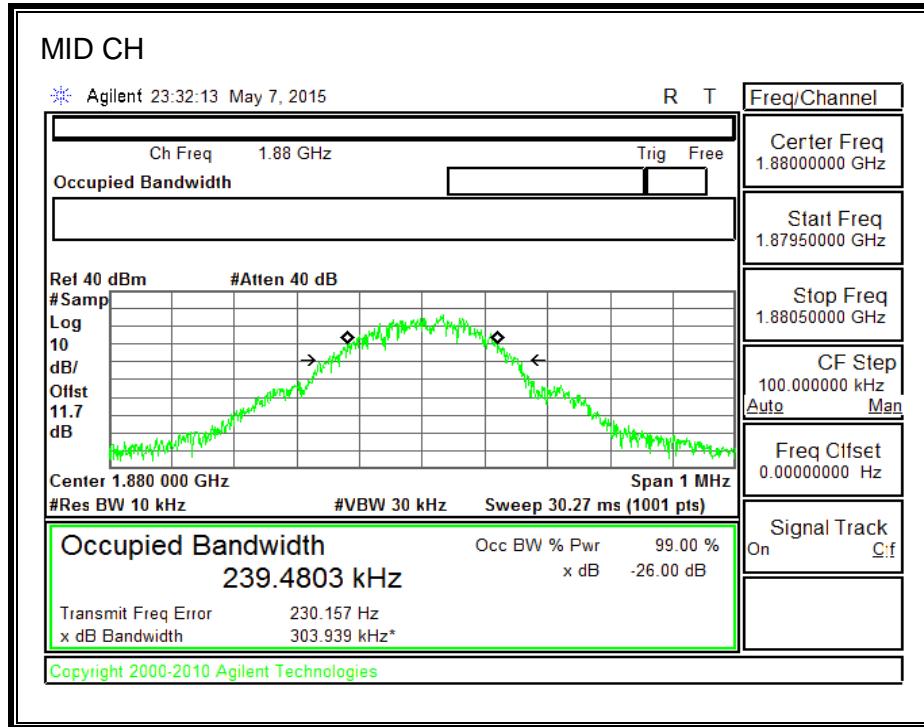 MID CH
Agilent 23:32:13 May 7, 2015 R T
Freq/Channel
Ch Freq 1.88 GHz Trig Free
Occupied Bandwidth
Center Freq
1.88000000 GHz
Start Freq
1.87950000 GHz
Stop Freq
1.88050000 GHz
CF Step
100.000000 kHz
Auto Man
Freq Offset
0.00000000 Hz
Signal Track
On Off
Ref 40 dBm #Atten 40 dB
#Samp
Log
10
dB/
Offst
11.7
dB
Center 1.880 000 GHz Span 1 MHz
#Res BW 10 kHz #VBW 30 kHz Sweep 30.27 ms (1001 pts)
Occupied Bandwidth Occ BW % Pwr 99.00 %
239.4803 kHz x dB -26.00 dB
Transmit Freq Error 230.157 Hz
x dB Bandwidth 303.939 kHz*
Copyright 2000-2010 Agilent Technologies